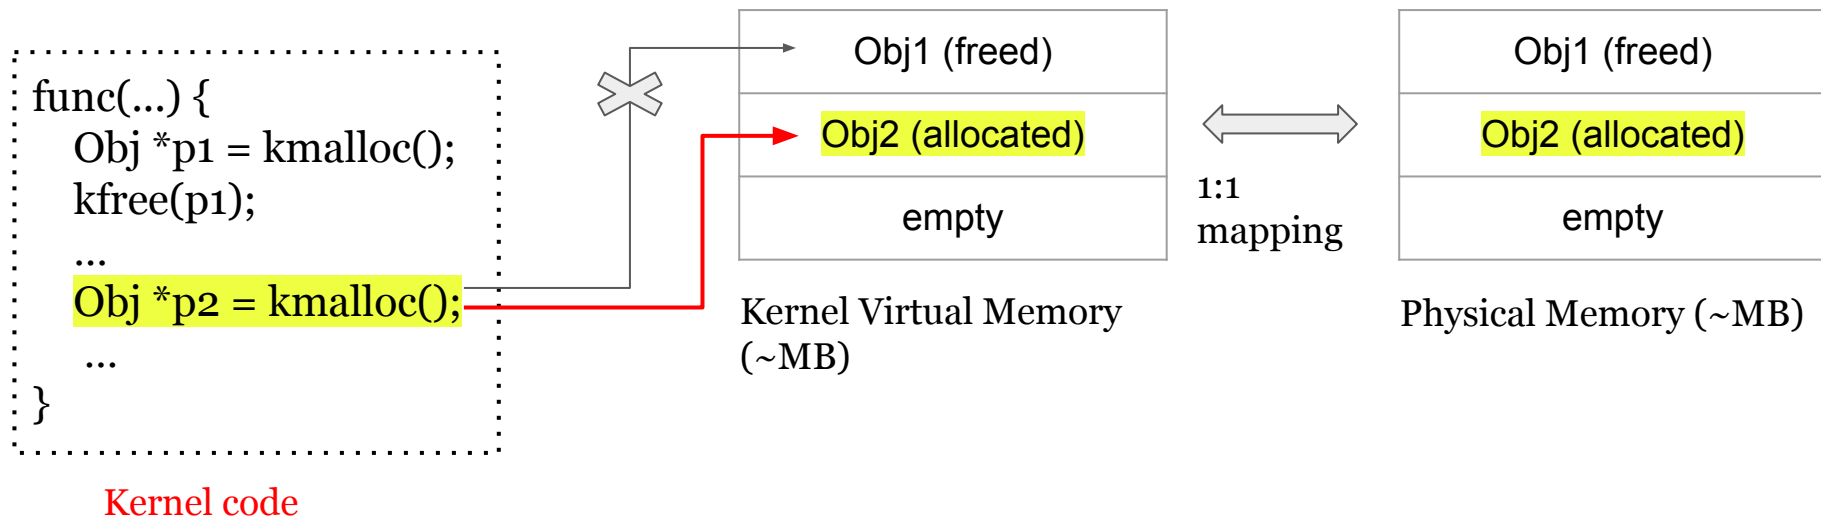 func(...) {
Obj *p1 = kmalloc();
kfree(p1);
...
Obj *p2 = kmalloc();
...
}
Kernel code
Obj1 (freed)
Obj2 (allocated)
empty
Kernel Virtual Memory
(~MB)
1:1
mapping
Obj1 (freed)
Obj2 (allocated)
empty
Physical Memory (~MB)